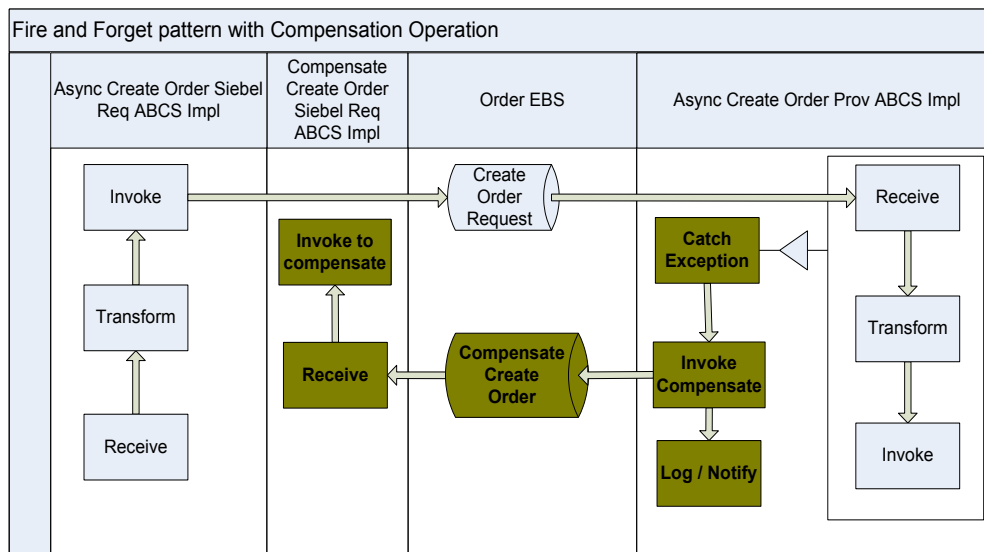 Fire and Forget pattern with Compensation Operation
Async Create Order Siebel
Req ABCS Impl
Compensate
Create Order
Siebel Req
ABCS Impl
Order EBS
Async Create Order Prov ABCS Impl
Invoke
Transform
Receive
Invoke to
compensate
Receive
Create
Order
Request
Compensate
Create
Order
Catch
Exception
Invoke
Compensate
Log / Notify
Receive
Transform
Invoke